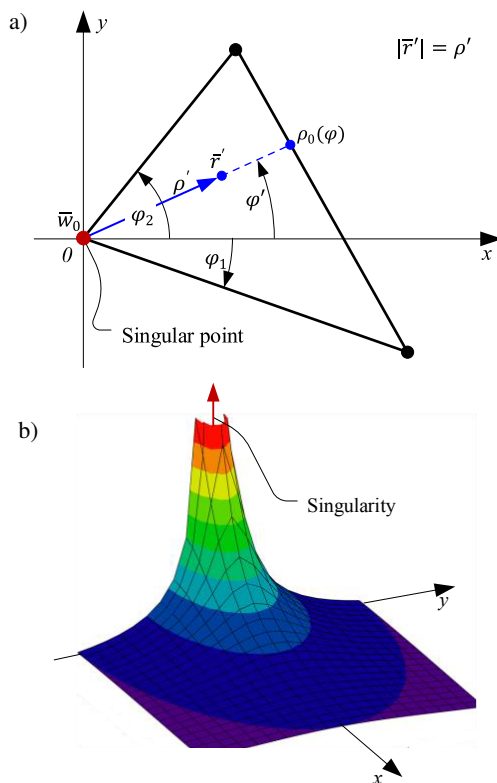 a)
y
|r̅′| = ρ′
ρ₀(φ)
r̅′
ρ′
φ′
w̅₀
φ₂
0
x
φ₁
Singular point
b)
Singularity
y
x